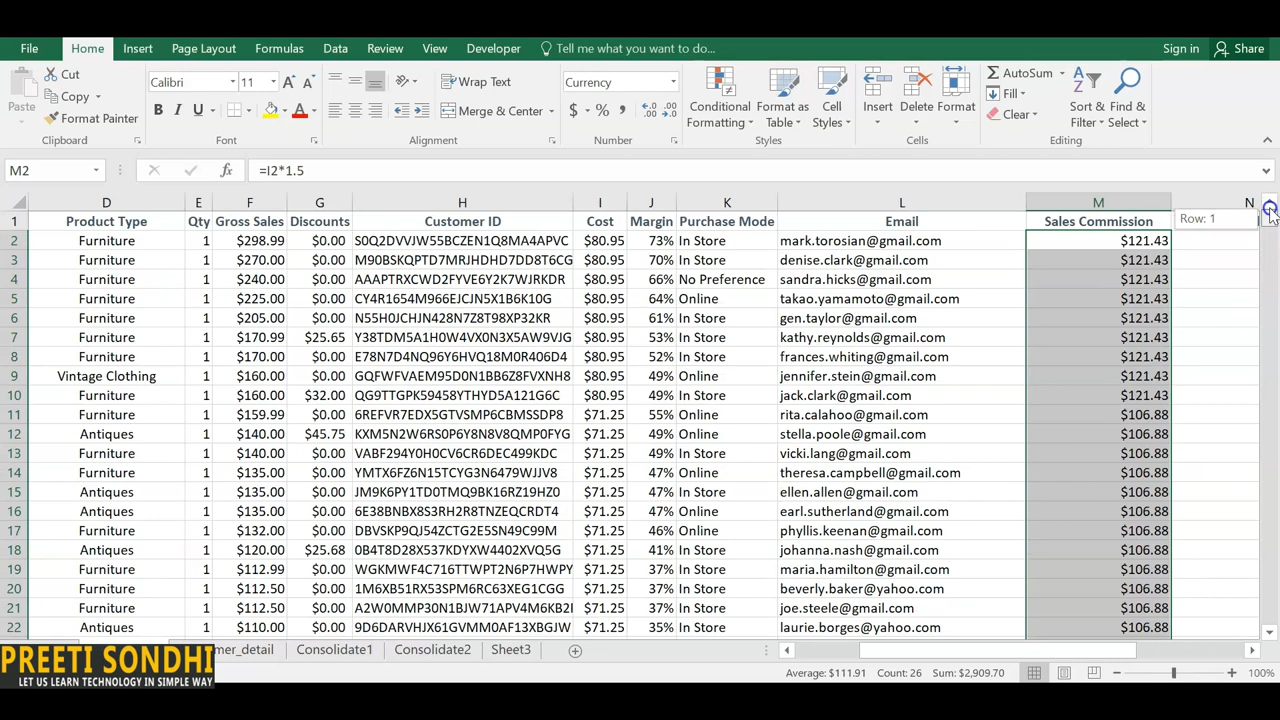 File Home Insert Page Layout Formulas Data Review View Developer Tell me what you want to do... Sign in Share
Paste Cut Copy Format Painter Clipboard
Calibri 11 A A B I U A Font
Wrap Text Merge & Center Alignment
Currency $ % , Number
Conditional Formatting Format as Table Cell Styles Styles
Insert Delete Format Cells
AutoSum Fill Clear Sort & Filter Find & Select Editing
M2 fx =I2*1.5
D E F G H I J K L M N
1 Product Type Qty Gross Sales Discounts Customer ID Cost Margin Purchase Mode Email Sales Commission Row: 1
2 Furniture 1 $298.99 $0.00 S0Q2DVVJW55BCZEN1Q8MA4APVC $80.95 73% In Store mark.torosian@gmail.com $121.43
3 Furniture 1 $270.00 $0.00 M90BSKQPTD7MRJHDHD7DD8T6CG $80.95 70% In Store denise.clark@gmail.com $121.43
4 Furniture 1 $240.00 $0.00 AAAPTRXCWD2FYVE6Y2K7WJRKDR $80.95 66% No Preference sandra.hicks@gmail.com $121.43
5 Furniture 1 $225.00 $0.00 CY4R1654M966EJCJN5X1B6K10G $80.95 64% Online takao.yamamoto@gmail.com $121.43
6 Furniture 1 $205.00 $0.00 N55H0JCHJN428N7Z8T98XP32KR $80.95 61% Online gen.taylor@gmail.com $121.43
7 Furniture 1 $170.99 $25.65 Y38TDM5A1H0W4VX0N3X5AW9VJG $80.95 53% In Store kathy.reynolds@gmail.com $121.43
8 Furniture 1 $170.00 $0.00 E78N7D4NQ96Y6HVQ18M0R406D4 $80.95 52% In Store frances.whiting@gmail.com $121.43
9 Vintage Clothing 1 $160.00 $0.00 GQFWFVAEM95D0N1BB6Z8FVXNH8 $80.95 49% Online jennifer.stein@gmail.com $121.43
10 Furniture 1 $160.00 $32.00 QG9TTGPK59458YTHYD5A121G6C $80.95 49% In Store jack.clark@gmail.com $121.43
11 Furniture 1 $159.99 $0.00 6REFVR7EDX5GTVSMP6CBMSSDP8 $71.25 55% Online rita.calahoo@gmail.com $106.88
12 Antiques 1 $140.00 $45.75 KXM5N2W6RS0P6Y8N8V8QMP0FYG $71.25 49% Online stella.poole@gmail.com $106.88
13 Furniture 1 $140.00 $0.00 VABF294Y0HCVV2CR6DEC499KDC $71.25 49% In Store vicki.lang@gmail.com $106.88
14 Furniture 1 $135.00 $0.00 YMTX6FZ6N15TCYG3N6479WJJV8 $71.25 47% Online theresa.campbell@gmail.com $106.88
15 Antiques 1 $135.00 $0.00 JM9K6PY1TD0TMQ9BK16RZ19HZ0 $71.25 47% In Store ellen.allen@gmail.com $106.88
16 Antiques 1 $135.00 $0.00 6E38BNBXD3W3HR2R8TNZEQCRDT4 $71.25 47% In Store earl.sutherland@gmail.com $106.88
17 Furniture 1 $132.00 $0.00 DBVSKP9QJ54ZCTG2E5SN49C99M $71.25 46% Online phyllis.keenan@gmail.com $106.88
18 Antiques 1 $120.00 $25.68 0B4T8D28X537KDYXW4402XVQ5G $71.25 41% In Store johanna.nash@gmail.com $106.88
19 Furniture 1 $112.99 $0.00 WGKMWF4C716TTWPT2N6P7HWPY $71.25 37% In Store martha.hamilton@gmail.com $106.88
20 Furniture 1 $112.50 $0.00 1M6XB51RX53SPM6RC63EXG1CGG $71.25 37% In Store beverly.baker@yahoo.com $106.88
21 Furniture 1 $112.50 $0.00 A2W0MMP30N1BJW71APV4M6KB2 $71.25 37% In Store joe.steele@gmail.com $106.88
22 Antiques 1 $110.00 $0.00 9D6DARVHJX61GVMM0AF3XBGJW $71.25 35% In Store laurie.borges@yahoo.com $106.88
mer_detail Consolidate1 Consolidate2 Sheet3
PREETI SONDHI
LET US LEARN TECHNOLOGY IN SIMPLE WAY
Average: $111.91 Count: 26 Sum: $2,909.70 100%